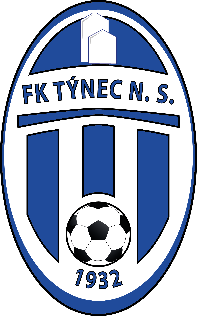 FK TÝNEC N. S.
1932